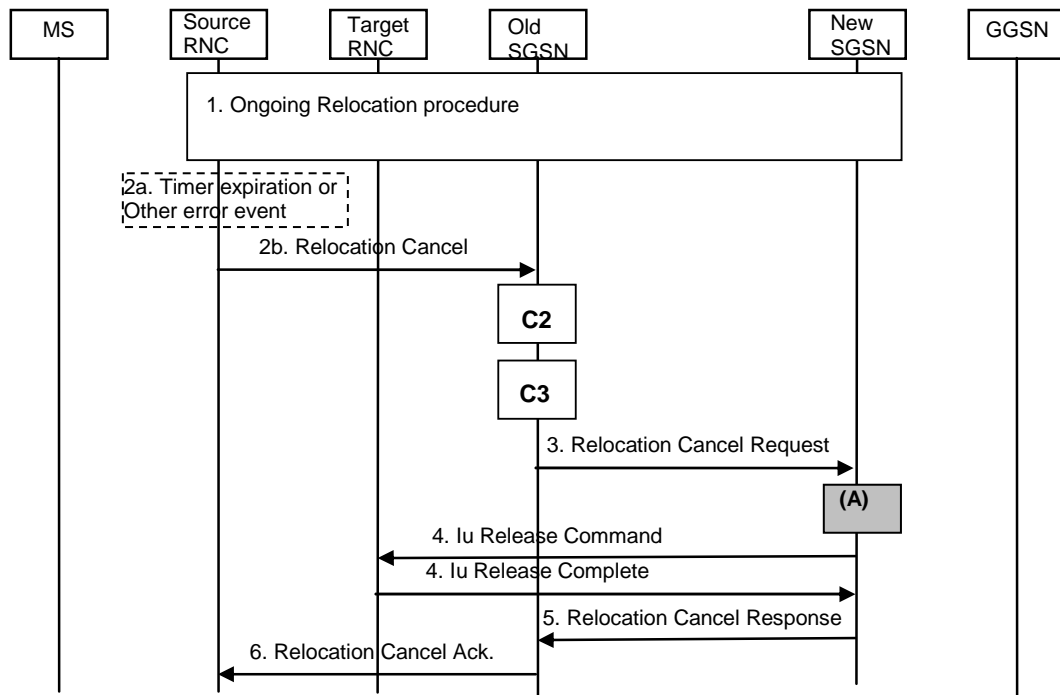 MS
Source
RNC
Target
RNC
Old
SGSN
New
SGSN
GGSN
1. Ongoing Relocation procedure
2a. Timer expiration or
Other error event
2b. Relocation Cancel
C2
C3
3. Relocation Cancel Request
(A)
4. Iu Release Command
4. Iu Release Complete
5. Relocation Cancel Response
6. Relocation Cancel Ack.